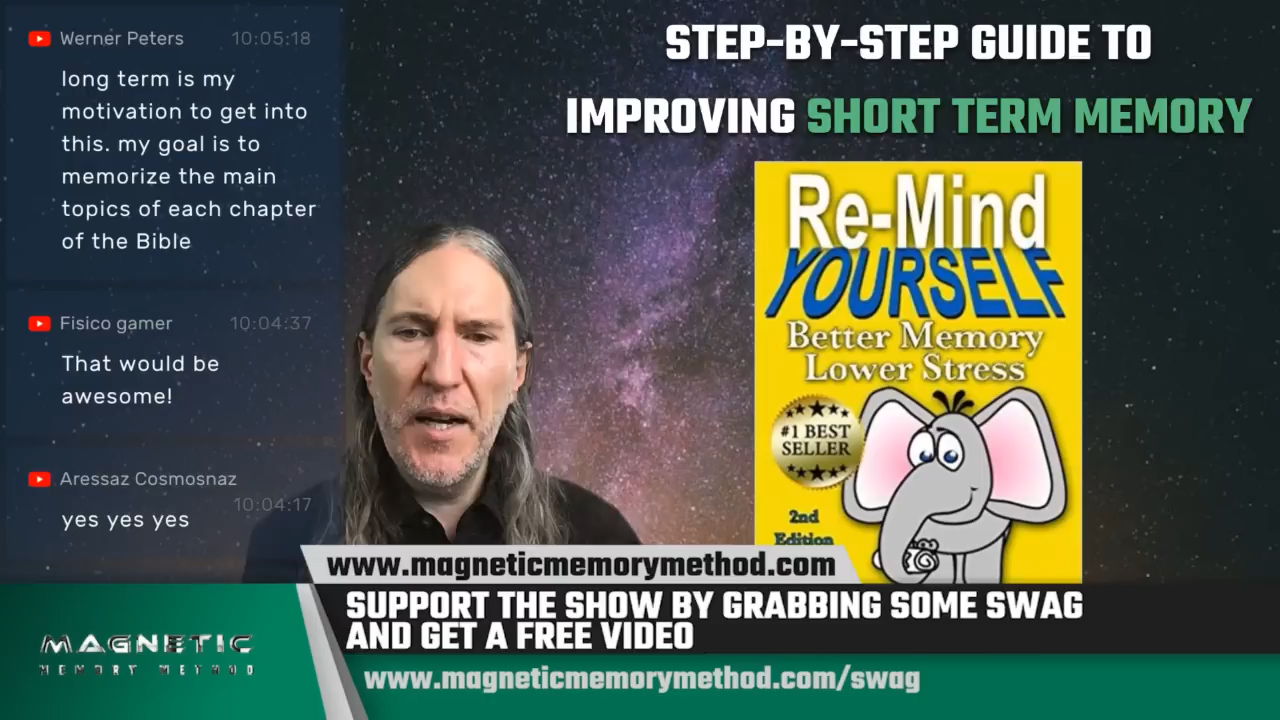 Werner Peters 10:05:18
long term is my
motivation to get into
this. my goal is to
memorize the main
topics of each chapter
of the Bible
Fisico gamer 10:04:37
That would be
awesome!
Aressaz Cosmosnaz
10:04:17
yes yes yes
STEP-BY-STEP GUIDE TO
IMPROVING SHORT TERM MEMORY
Re-Mind
YOURSELF
Better Memory
Lower Stress
#1 BEST
SELLER
2nd
Edition
www.magneticmemorymethod.com
SUPPORT THE SHOW BY GRABBING SOME SWAG
AND GET A FREE VIDEO
www.magneticmemorymethod.com/swag
MAGNETIC
MEMORY METHOD